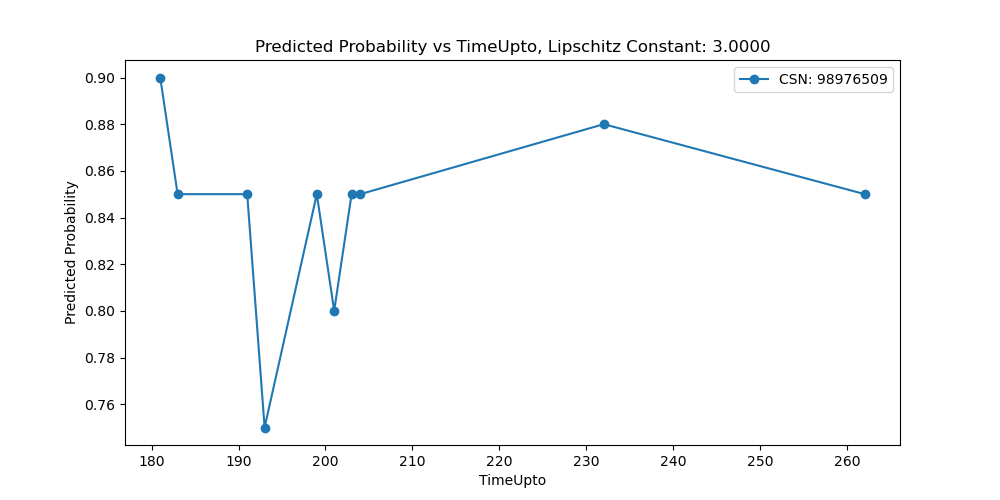 Predicted Probability vs TimeUpto, Lipschitz Constant: 3.0000
CSN: 98976509
Predicted Probability
0.90
0.88
0.86
0.84
0.82
0.80
0.78
0.76
180 190 200 210 220 230 240 250 260
TimeUpto